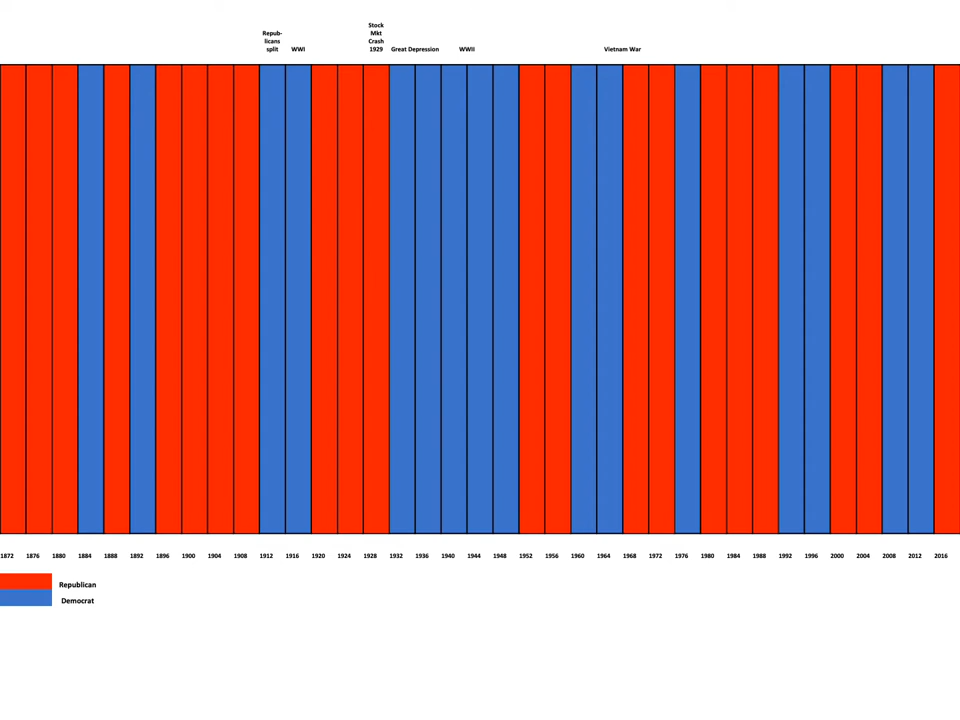 Repub-
licans
split
WWI
Stock
Mkt
Crash
1929
Great Depression
WWII
Vietnam War
1872 1876 1880 1884 1888 1892 1896 1900 1904 1908 1912 1916 1920 1924 1928 1932 1936 1940 1944 1948 1952 1956 1960 1964 1968 1972 1976 1980 1984 1988 1992 1996 2000 2004 2008 2012 2016
Republican
Democrat